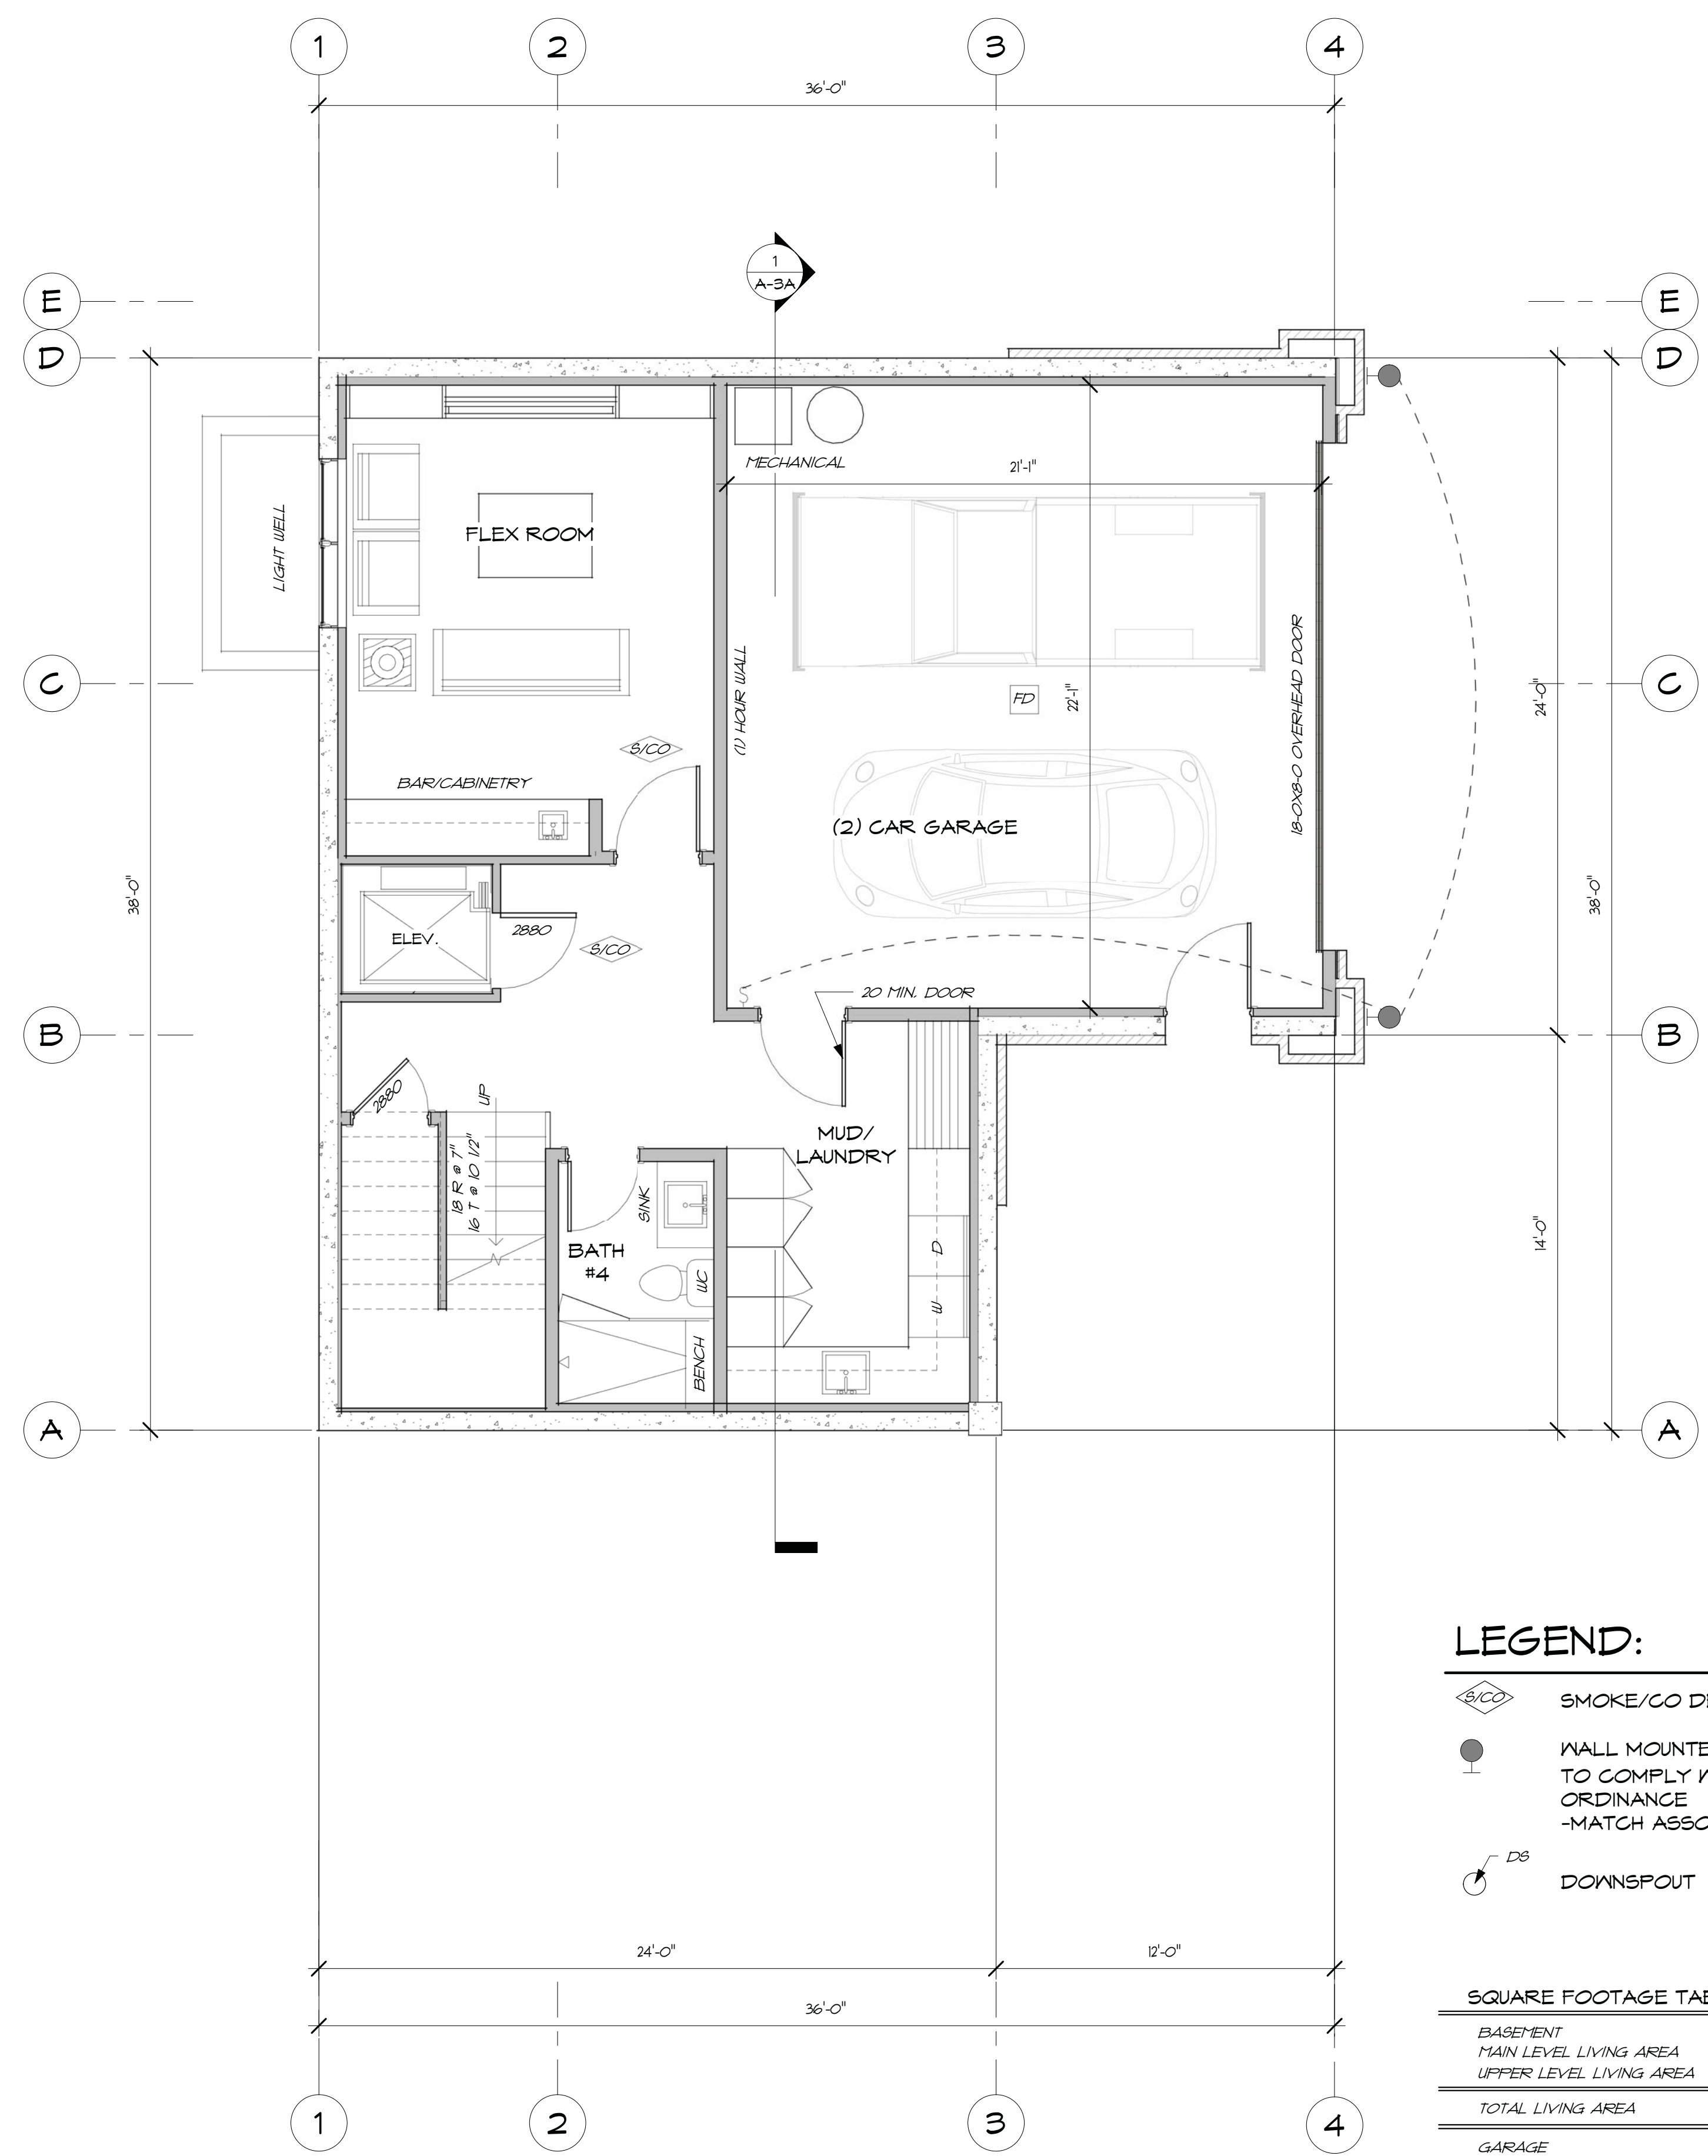 1
2
3
4
36'-0"
1
A-3A
E
E
D
D
MECHANICAL
21'-1"
LIGHT WELL
FLEX ROOM
(1) HOUR WALL
18-0X8-0 OVERHEAD DOOR
C
FD
22'-1"
24'-0"
C
S/CO
BAR/CABINETRY
(2) CAR GARAGE
38'-0"
38'-0"
ELEV.
2880
S/CO
20 MIN. DOOR
B
B
2880
UP
18 R @ 7"
16 T @ 10 1/2"
MUD/
LAUNDRY
SINK
BATH
#4
WC
D
W
14'-0"
BENCH
A
A
LEGEND:
S/CO
SMOKE/CO
WALL
TO COMPLY
ORDINANCE
-MATCH
DS
DOWNSPOUT
24'-0"
12'-0"
36'-0"
SQUARE FOOTAGE
BASEMENT
MAIN LEVEL LIVING AREA
UPPER LEVEL LIVING AREA
TOTAL LIVING AREA
GARAGE
1
2
3
4